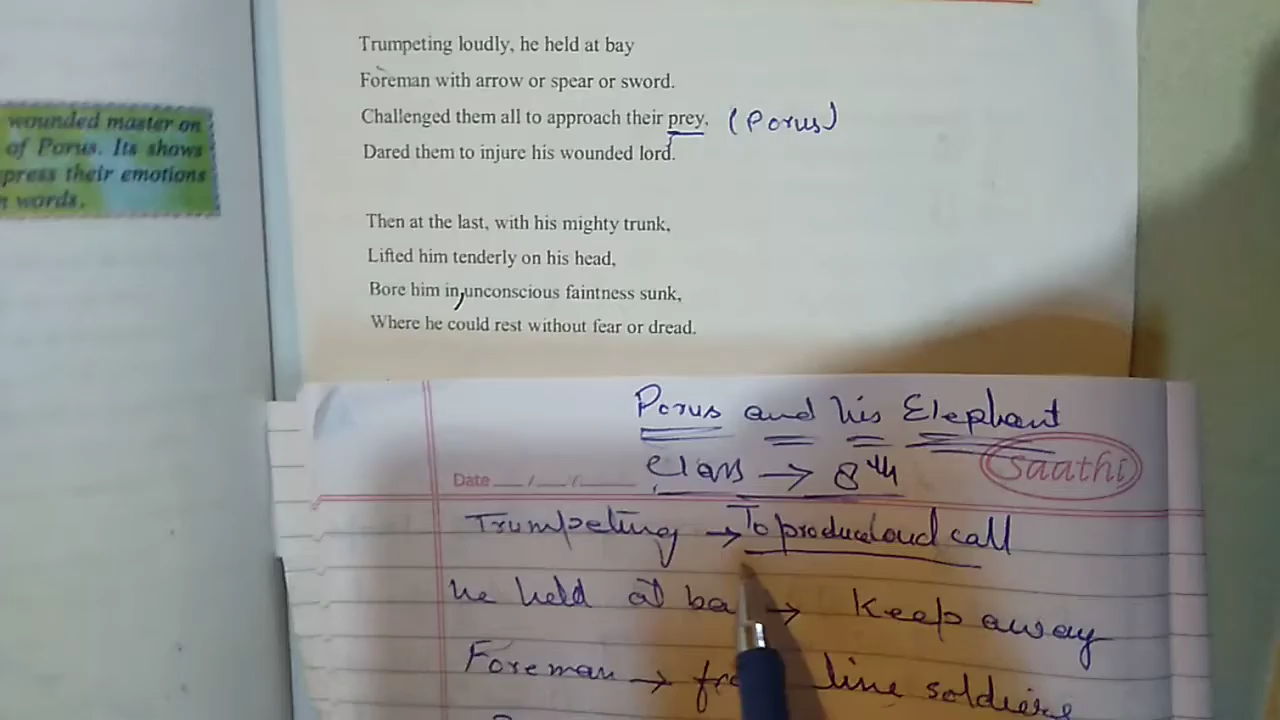 wounded master on
of Porus. Its shows
press their emotions
n words.
Trumpeting loudly, he held at bay
Foreman with arrow or spear or sword.
Challenged them all to approach their prey, (Porus)
Dared them to injure his wounded lord.
Then at the last, with his mighty trunk,
Lifted him tenderly on his head,
Bore him in, unconscious faintness sunk,
Where he could rest without fear or dread.
Porus and his Elephant
Class → 8th
saathi
Date __/__/____
Trumpeting → To produce loud call
he held at ba → Keep away
Foreman → line soldiers